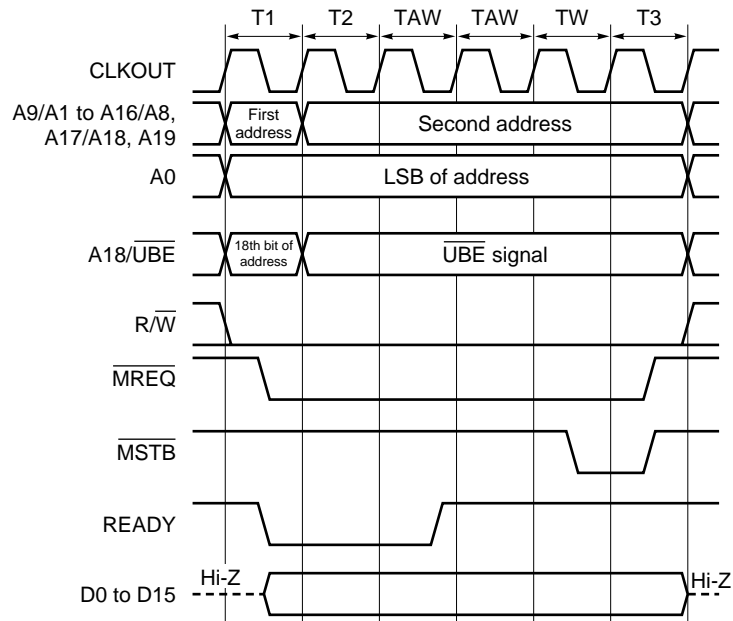 T1 T2 TAW TAW TW T3
CLKOUT
A9/A1 to A16/A8,
A17/A18, A19
First
address
Second address
A0
LSB of address
A18/UBE
18th bit of
address
UBE signal
R/W
MREQ
MSTB
READY
D0 to D15
Hi-Z
Hi-Z